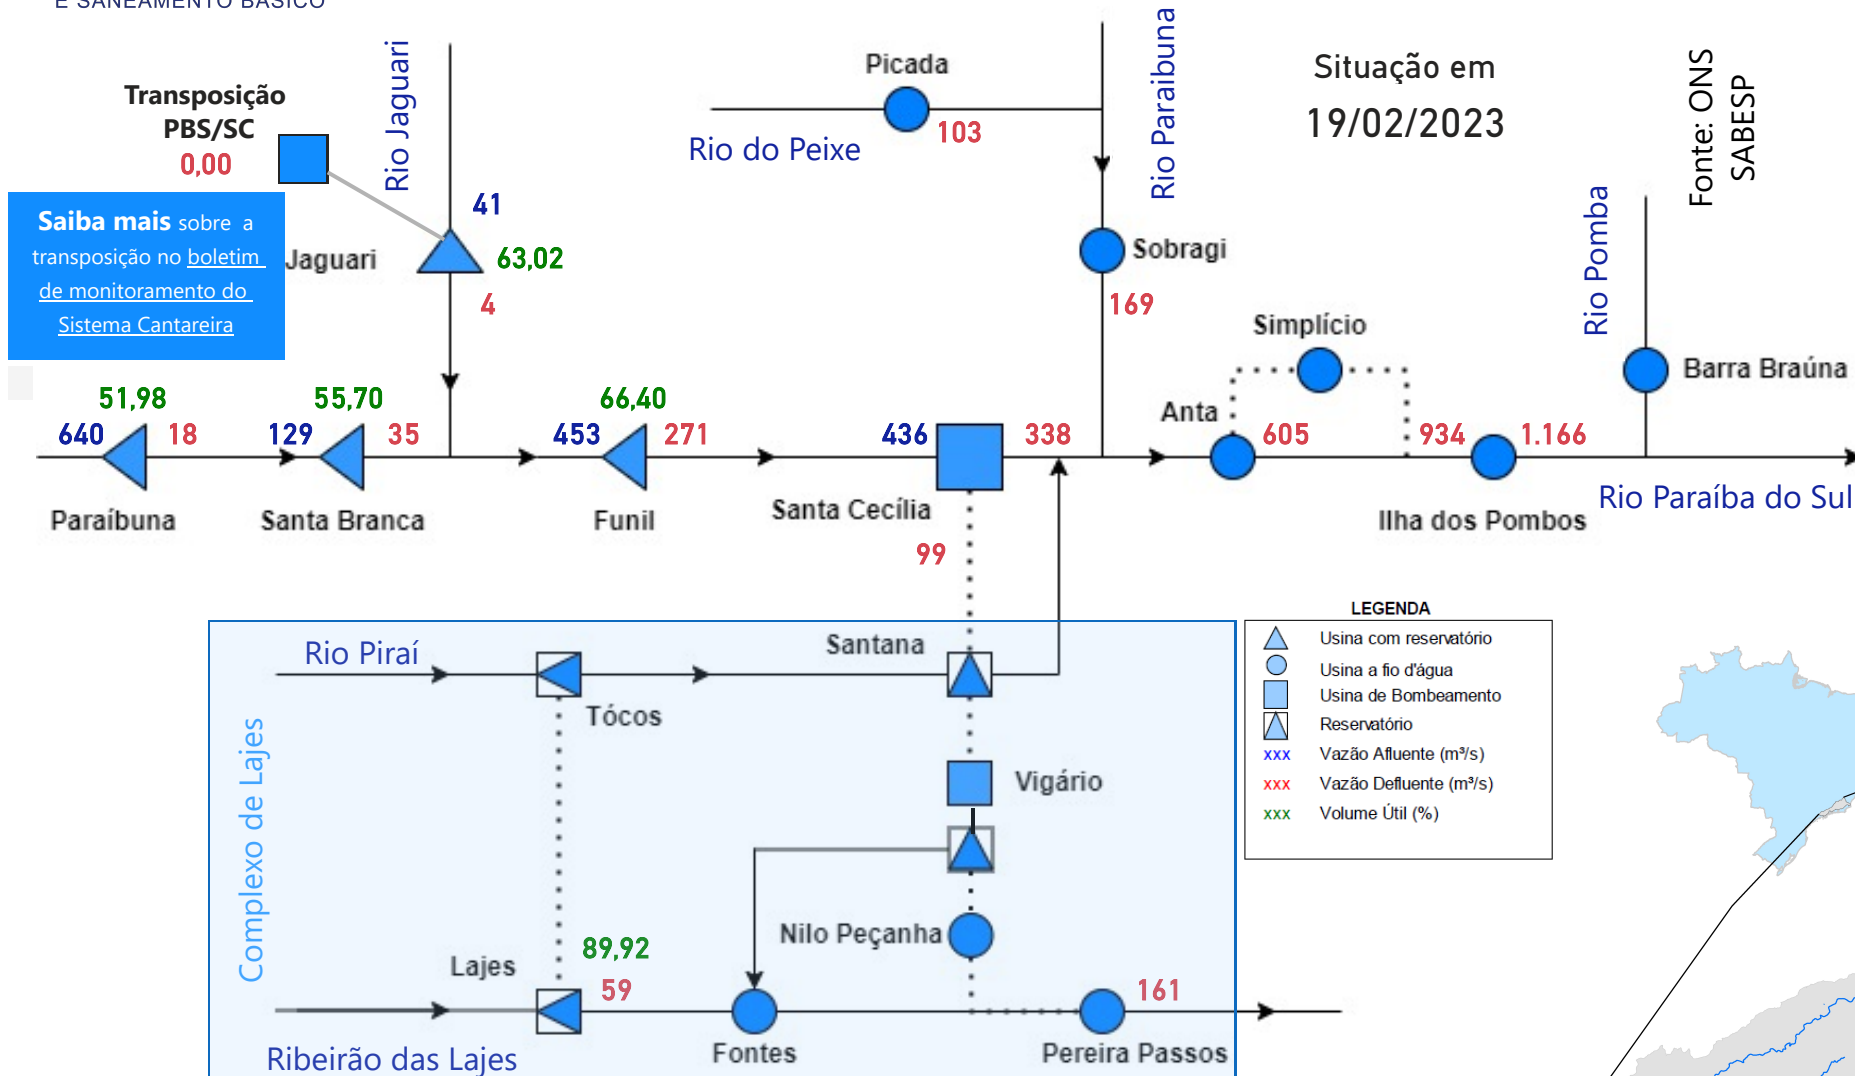 E SANEAMENTO BÁSICO
Transposição
PBS/SC
0,00
Rio Jaguari
Saiba mais sobre a
transposição no boletim
de monitoramento do
Sistema Cantareira
Jaguari
41
63,02
4
Picada
103
Rio do Peixe
Rio Paraibuna
Sobragi
169
Situação em
19/02/2023
Fonte: ONS
SABESP
Rio Pomba
Barra Braúna
Simplício
Anta
605
934
1.166
Ilha dos Pombos
Rio Paraíba do Sul
51,98
640
18
Paraíbuna
55,70
129
35
Santa Branca
66,40
453
271
Funil
436
338
Santa Cecília
99
Complexo de Lajes
Rio Piraí
Tócos
Santana
Vigário
Nilo Peçanha
Lajes
89,92
59
Ribeirão das Lajes
Fontes
161
Pereira Passos
LEGENDA
Usina com reservatório
Usina a fio d'água
Usina de Bombeamento
Reservatório
xxx Vazão Afluente (m³/s)
xxx Vazão Defluente (m³/s)
xxx Volume Útil (%)